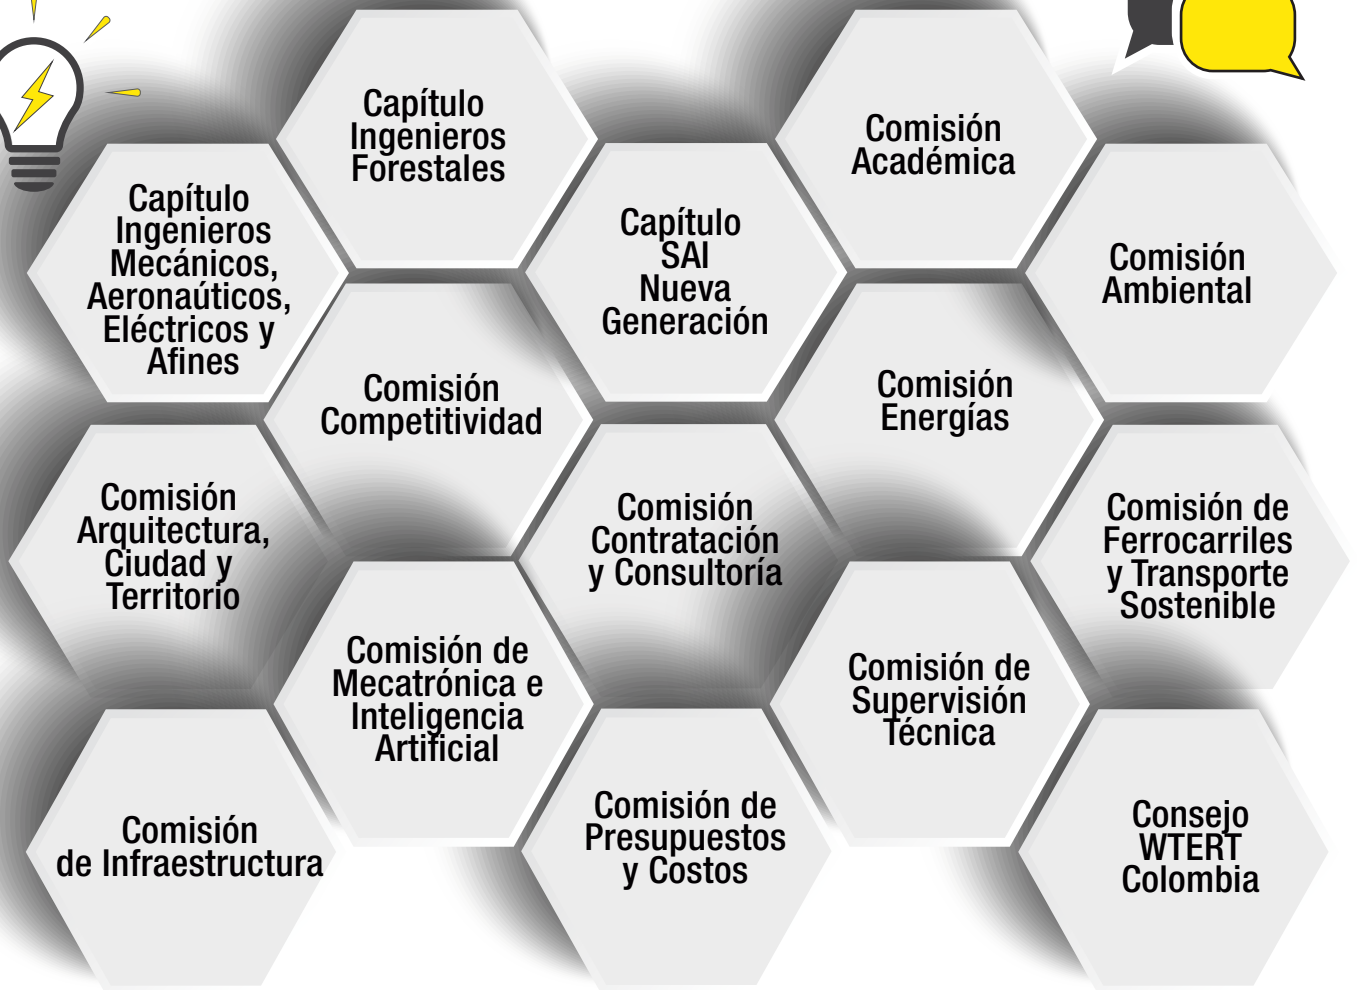 Capítulo
Ingenieros
Forestales
Comisión
Académica
Capítulo
Ingenieros
Mecánicos,
Aeronaúticos,
Eléctricos y
Afines
Capítulo
SAI
Nueva
Generación
Comisión
Ambiental
Comisión
Competitividad
Comisión
Energías
Comisión
Arquitectura,
Ciudad y
Territorio
Comisión
Contratación
y Consultoría
Comisión de
Ferrocarriles
y Transporte
Sostenible
Comisión de
Mecatrónica e
Inteligencia
Artificial
Comisión de
Supervisión
Técnica
Comisión
de Infraestructura
Comisión de
Presupuestos
y Costos
Consejo
WTERT
Colombia